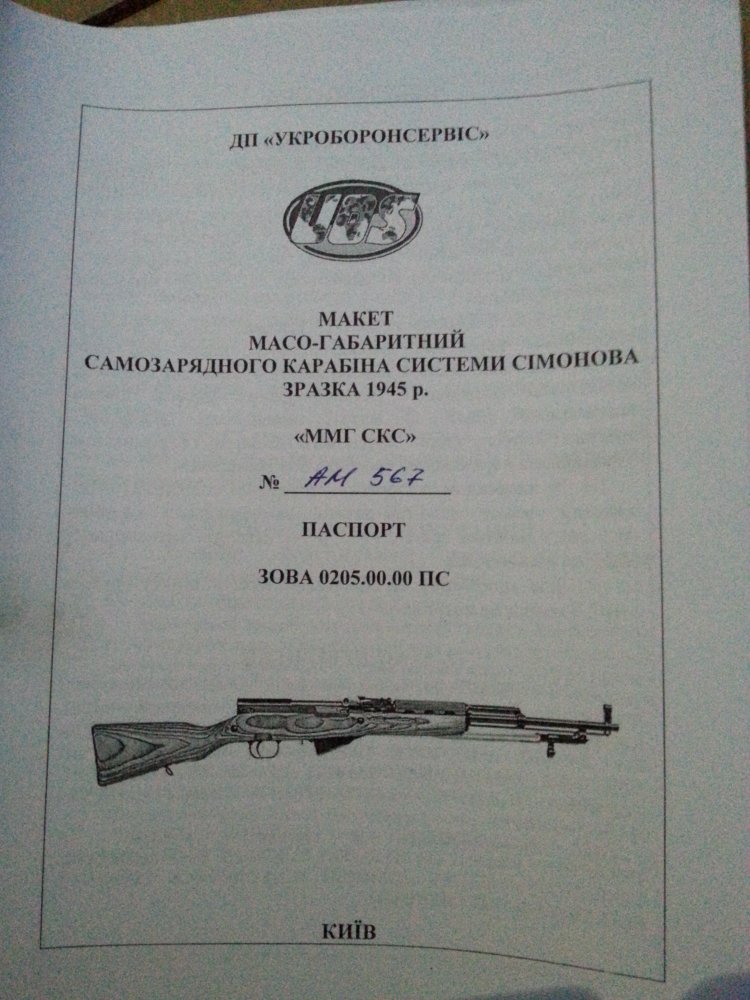 ДП «УКРОБОРОНСЕРВІС»
UDS
МАКЕТ
МАСО-ГАБАРИТНИЙ
САМОЗАРЯДНОГО КАРАБІНА СИСТЕМИ СІМОНОВА
ЗРАЗКА 1945 р.
«ММГ СКС»
№ АМ 567
ПАСПОРТ
ЗОВА 0205.00.00 ПС
КИЇВ